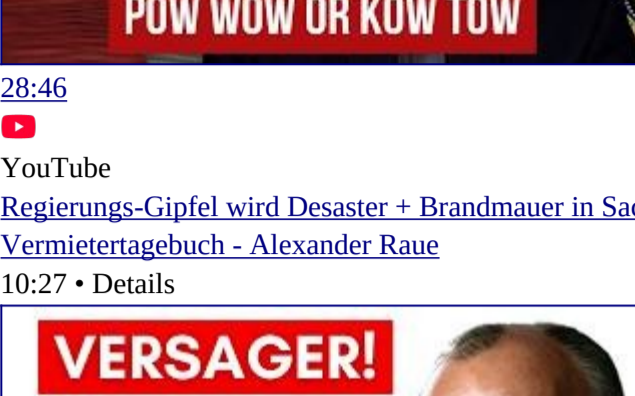 POW WOW OR KOW TOW
28:46
YouTube
Regierungs-Gipfel wird Desaster + Brandmauer in
Vermietertagebuch - Alexander Raue
10:27 • Details
VERSAGER!